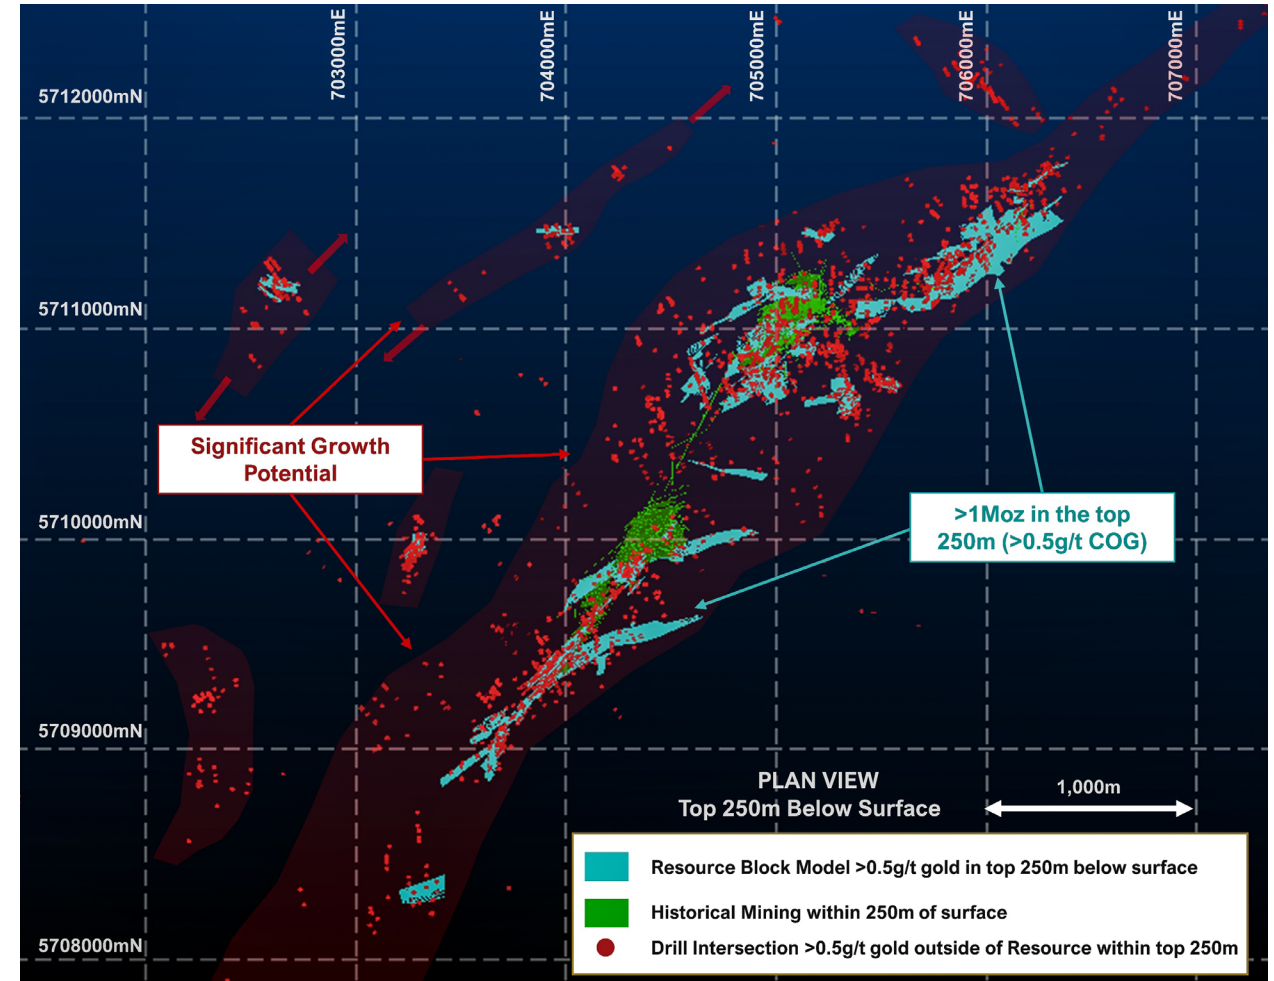 703000mE
704000mE
705000mE
706000mE
707000mE
5712000mN
5711000mN
Significant Growth
Potential
5710000mN
>1Moz in the top
250m (>0.5g/t COG)
5709000mN
PLAN VIEW
Top 250m Below Surface
1,000m
Resource Block Model >0.5g/t gold in top 250m below surface
Historical Mining within 250m of surface
Drill Intersection >0.5g/t gold outside of Resource within top 250m
5708000mN